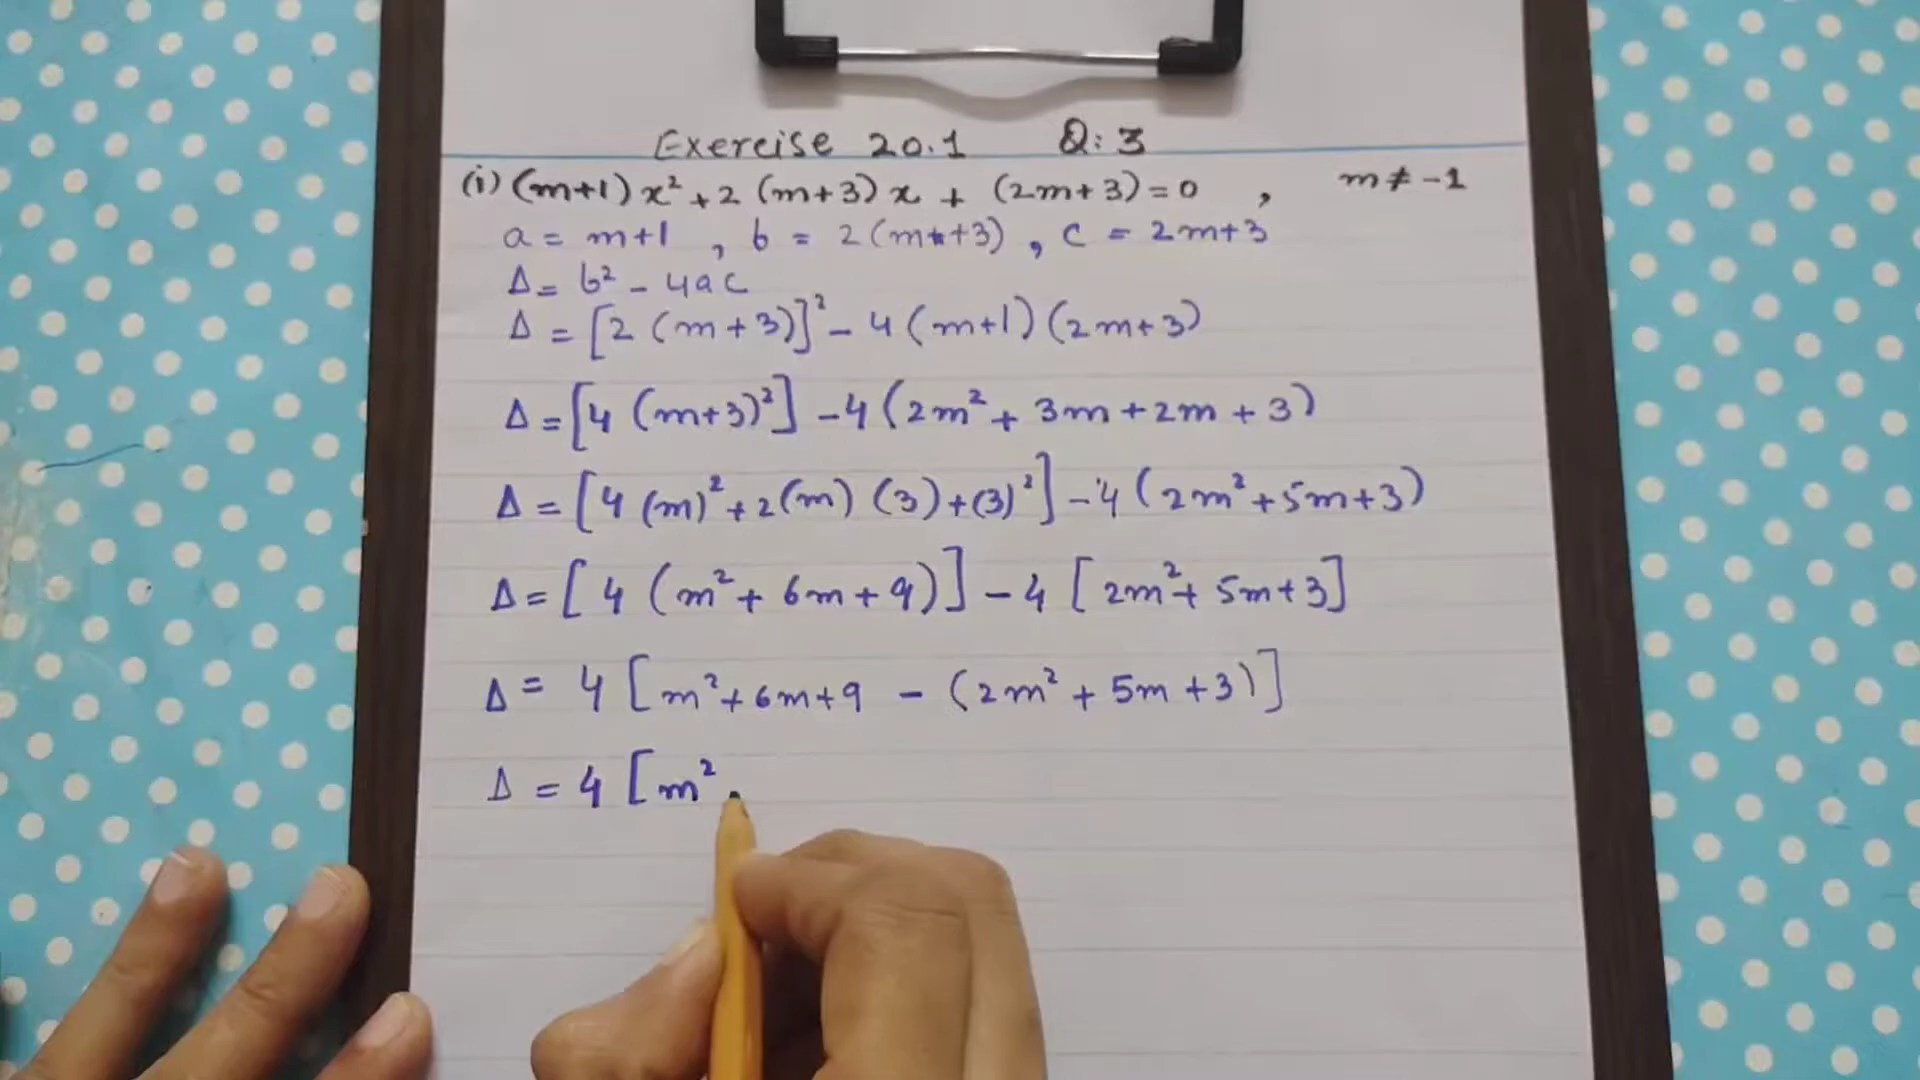 Exercise 20.1 Q: 3
(i) (m+1) x² + 2 (m+3) x + (2m+3) = 0 , m ≠ -1
a = m+1 , b = 2(m+3) , c = 2m+3
Δ = b² - 4ac
Δ = [2 (m+3)]² - 4 (m+1) (2m+3)
Δ = [4 (m+3)²] - 4 (2m² + 3m + 2m + 3)
Δ = [4 (m)² + 2(m) (3) + (3)²] - 4 (2m² + 5m + 3)
Δ = [4 (m² + 6m + 9)] - 4 [2m² + 5m + 3]
Δ = 4 [m² + 6m + 9 - (2m² + 5m + 3)]
Δ = 4 [m²